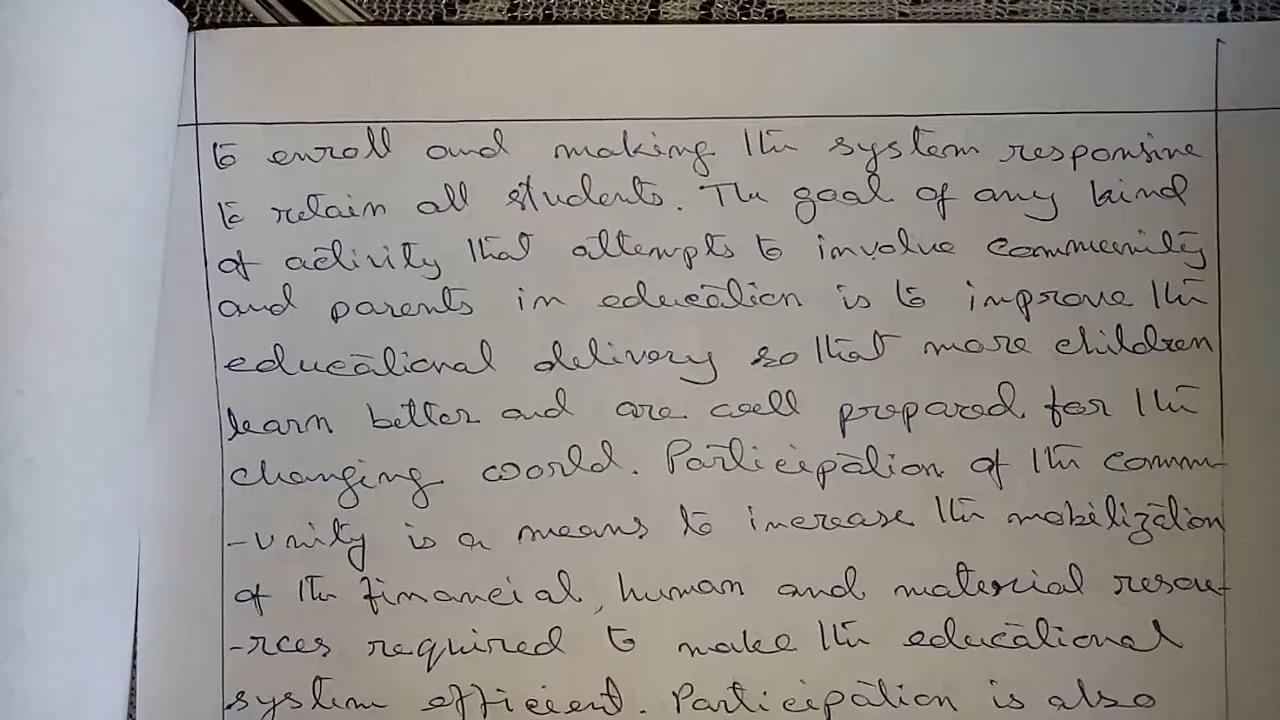 to enroll and making the system responsive
to retain all students. The goal of any kind
of activity that attempts to involve community
and parents in education is to improve the
educational delivery so that more children
learn better and are well prepared for the
changing world. Participation of the comm-
-unity is a means to increase the mobilization
of the financial, human and material resou-
-rces required to make the educational
system efficient. Participation is also